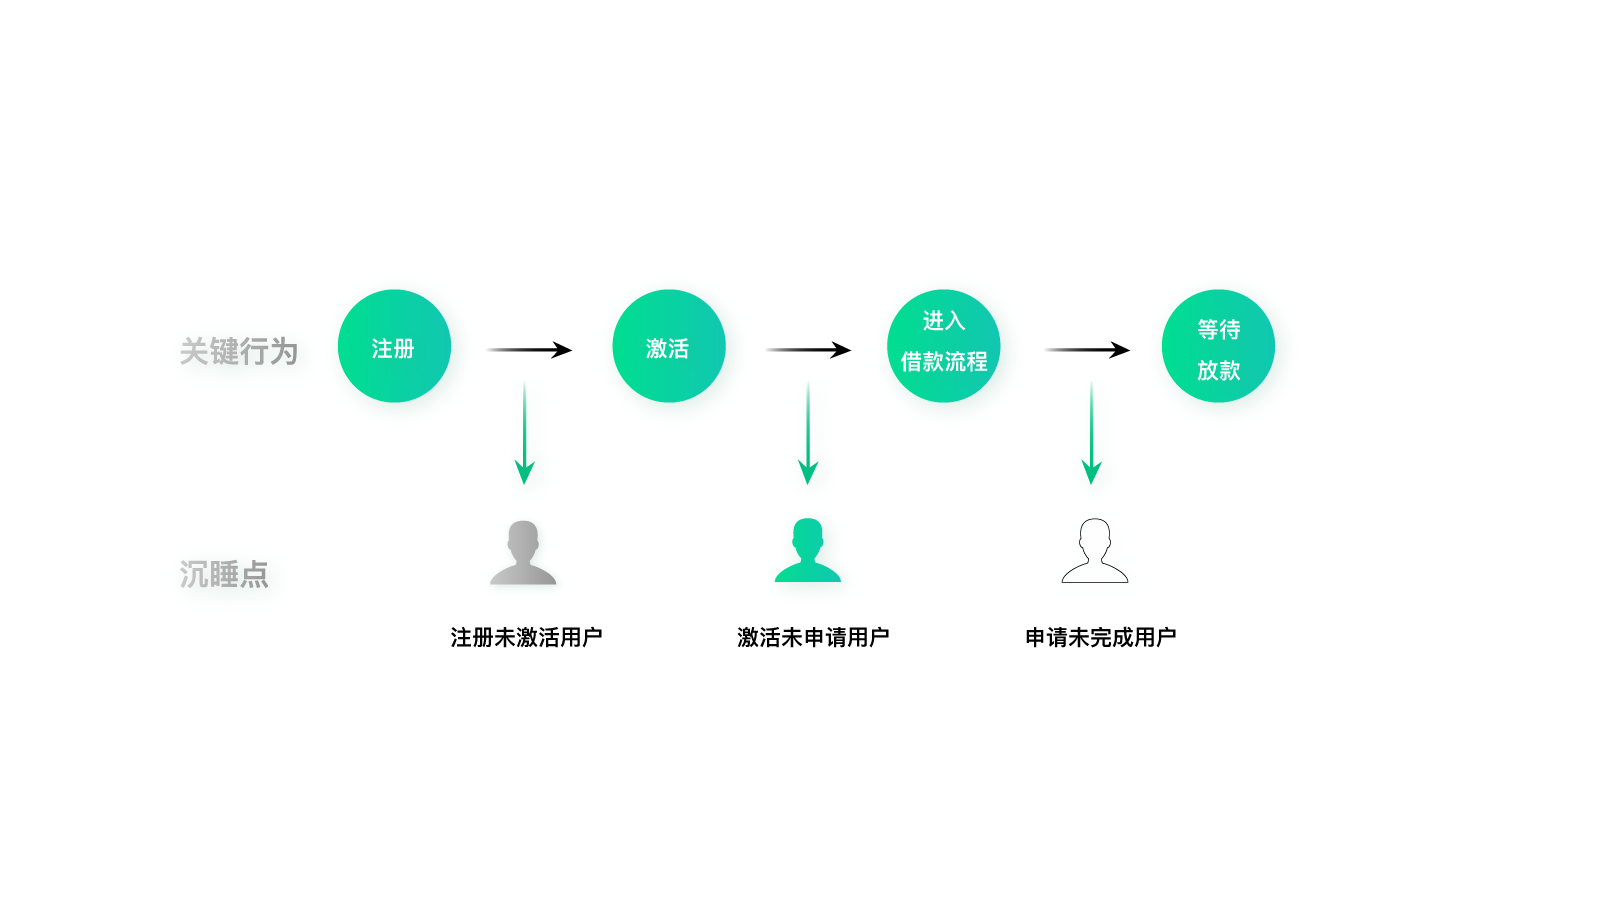 关键行为
注册
激活
进入
借款流程
等待
放款
沉睡点
注册未激活用户
激活未申请用户
申请未完成用户